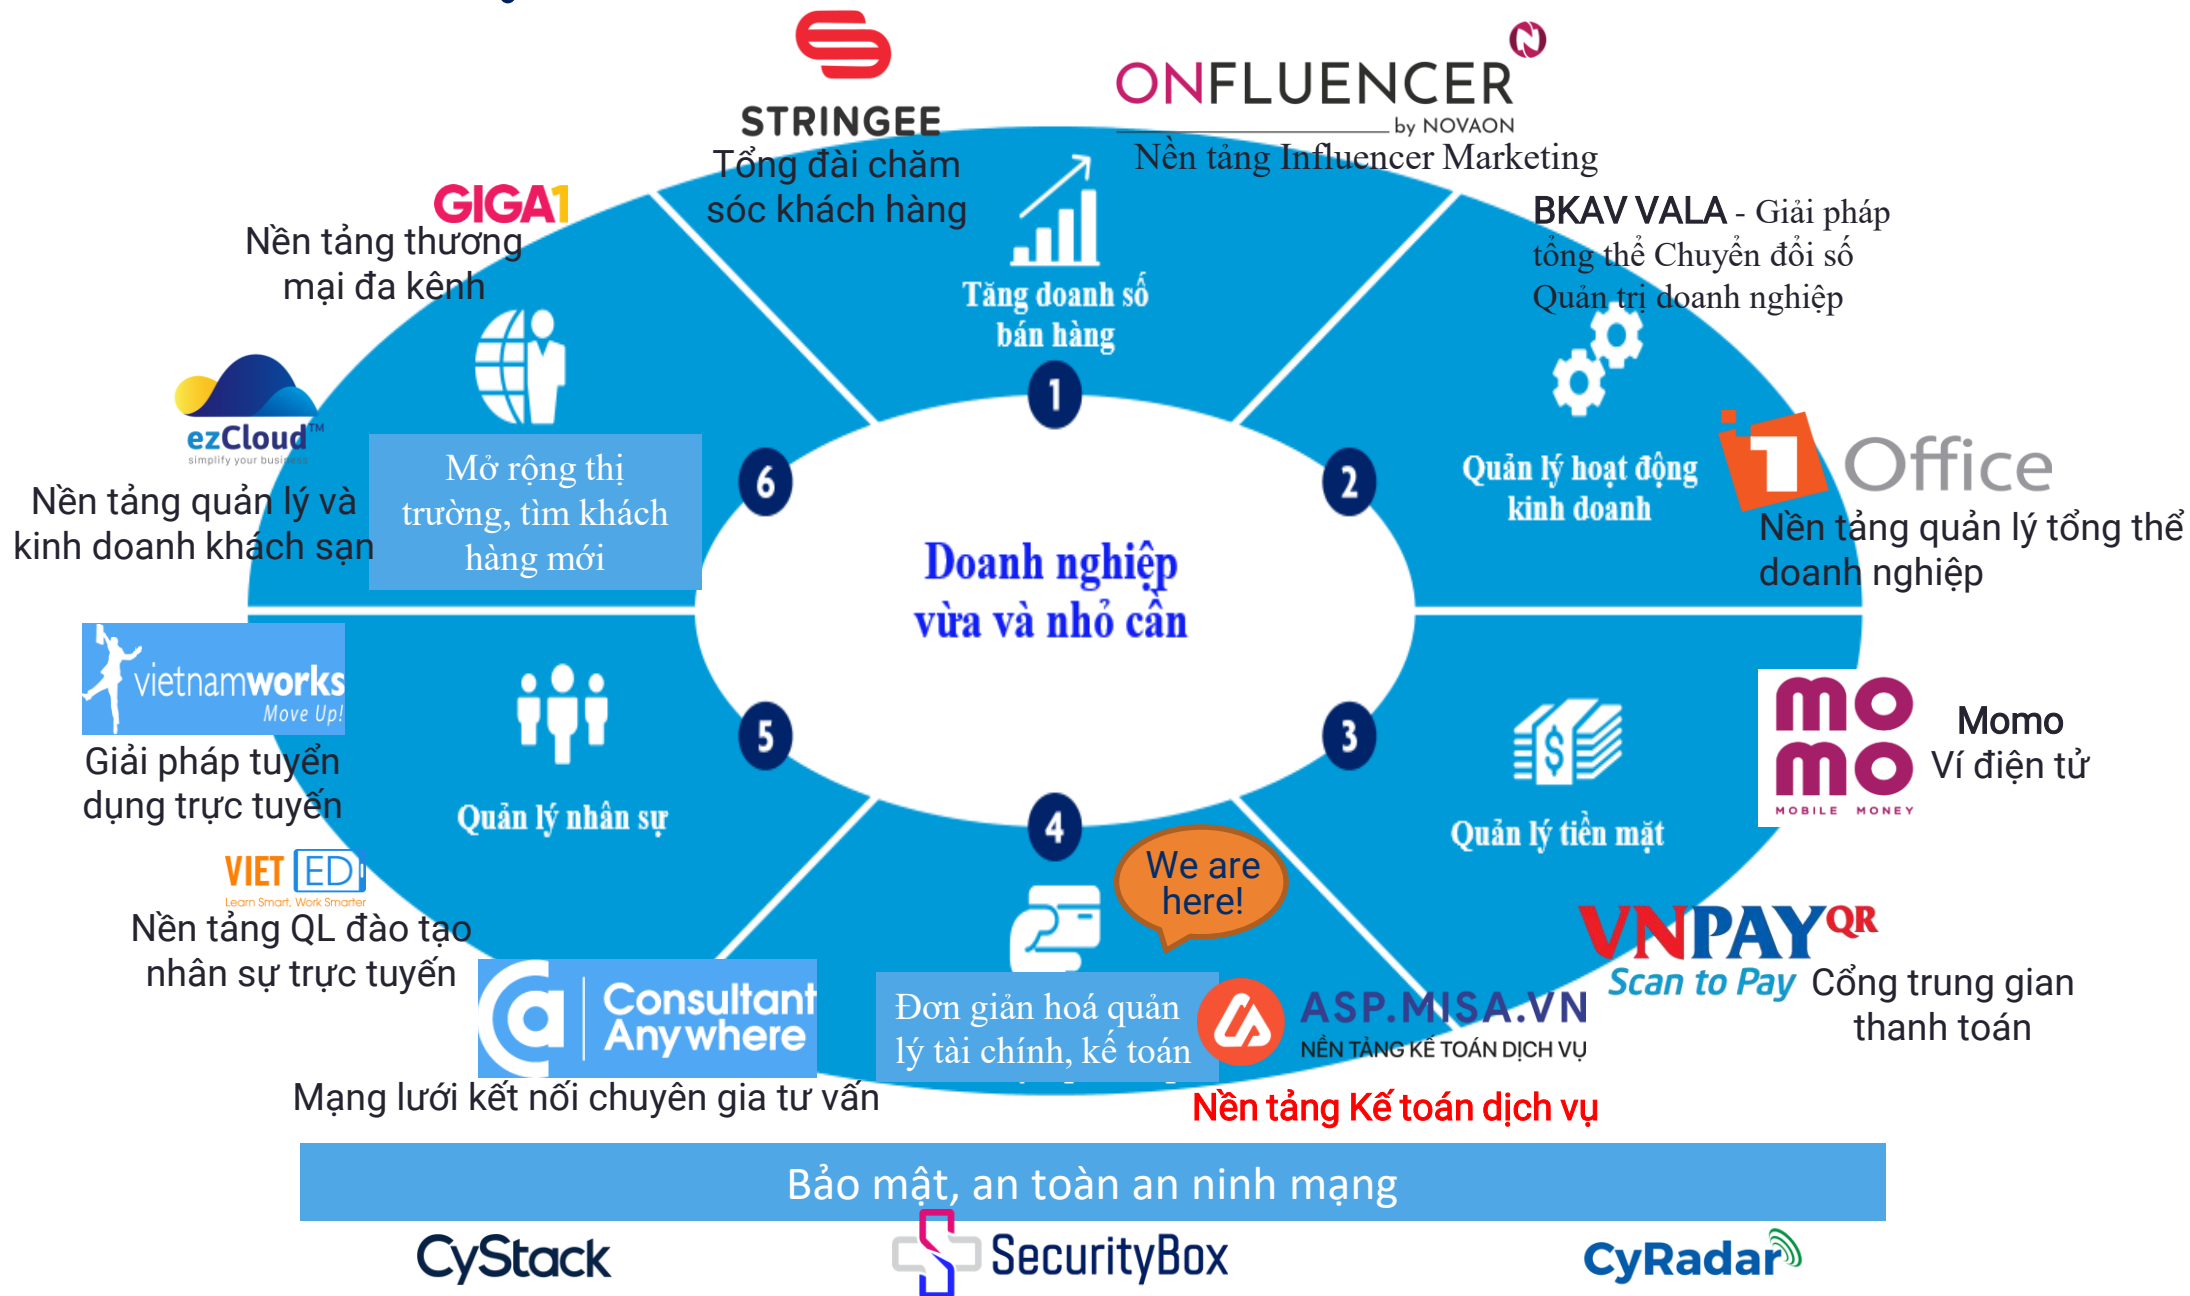 STRINGEE
Tổng đài chăm
sóc khách hàng
ONFLUENCER
by NOVAON
Nền tảng Influencer Marketing
GIGA1
Nền tảng thương
mại đa kênh
BKAV VALA - Giải pháp
tổng thể Chuyển đổi số
Quản trị doanh nghiệp
Tăng doanh số
bán hàng
1
ezCloud™
simplify your business
Nền tảng quản lý và
kinh doanh khách sạn
Mở rộng thị
trường, tìm khách
hàng mới
6
2
Quản lý hoạt động
kinh doanh
1Office
Nền tảng quản lý tổng thể
doanh nghiệp
Doanh nghiệp
vừa và nhỏ cần
vietnamworks
Move Up!
Giải pháp tuyển
dụng trực tuyến
5
Quản lý nhân sự
3
Quản lý tiền mặt
MOMO
MOBILE MONEY
Momo
Ví điện tử
VIET ED
Learn Smart, Work Smarter
Nền tảng QL đào tạo
nhân sự trực tuyến
4
We are
here!
VNPAYQR
Scan to Pay
Cổng trung gian
thanh toán
Consultant
Anywhere
Mạng lưới kết nối chuyên gia tư vấn
Đơn giản hoá quản
lý tài chính, kế toán
ASP.MISA.VN
NỀN TẢNG KẾ TOÁN DỊCH VỤ
Nền tảng Kế toán dịch vụ
Bảo mật, an toàn an ninh mạng
CyStack
SecurityBox
CyRadar